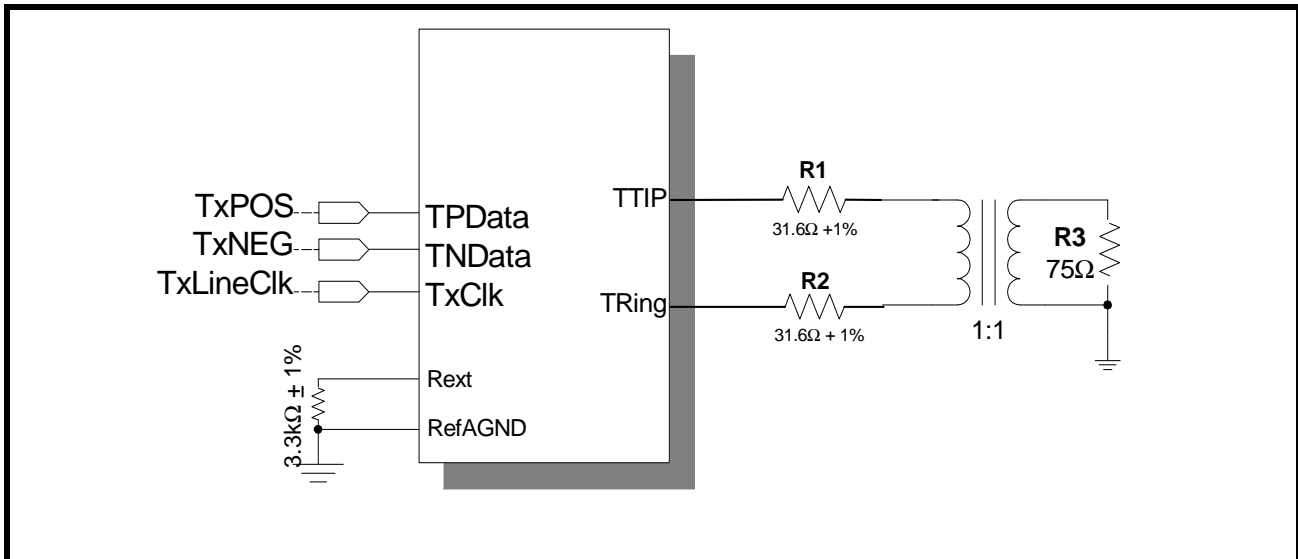 TxPOS
TxNEG
TxLineClk
TPData
TNData
TxClk
Rext
RefAGND
3.3kΩ ± 1%
TTIP
TRing
R1
31.6Ω +1%
R2
31.6Ω + 1%
1:1
R3
75Ω